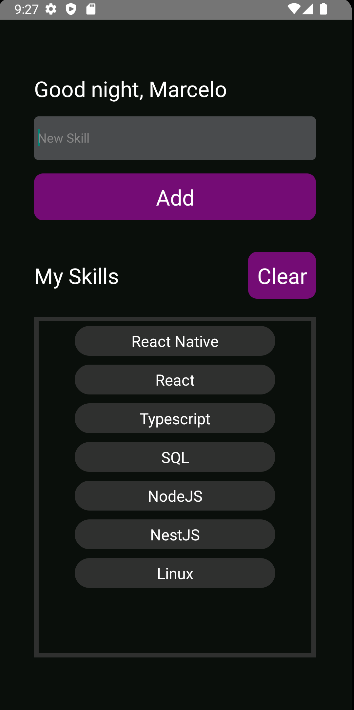 9:27
Good night, Marcelo
New Skill
Add
My Skills
Clear
React Native
React
Typescript
SQL
NodeJS
NestJS
Linux